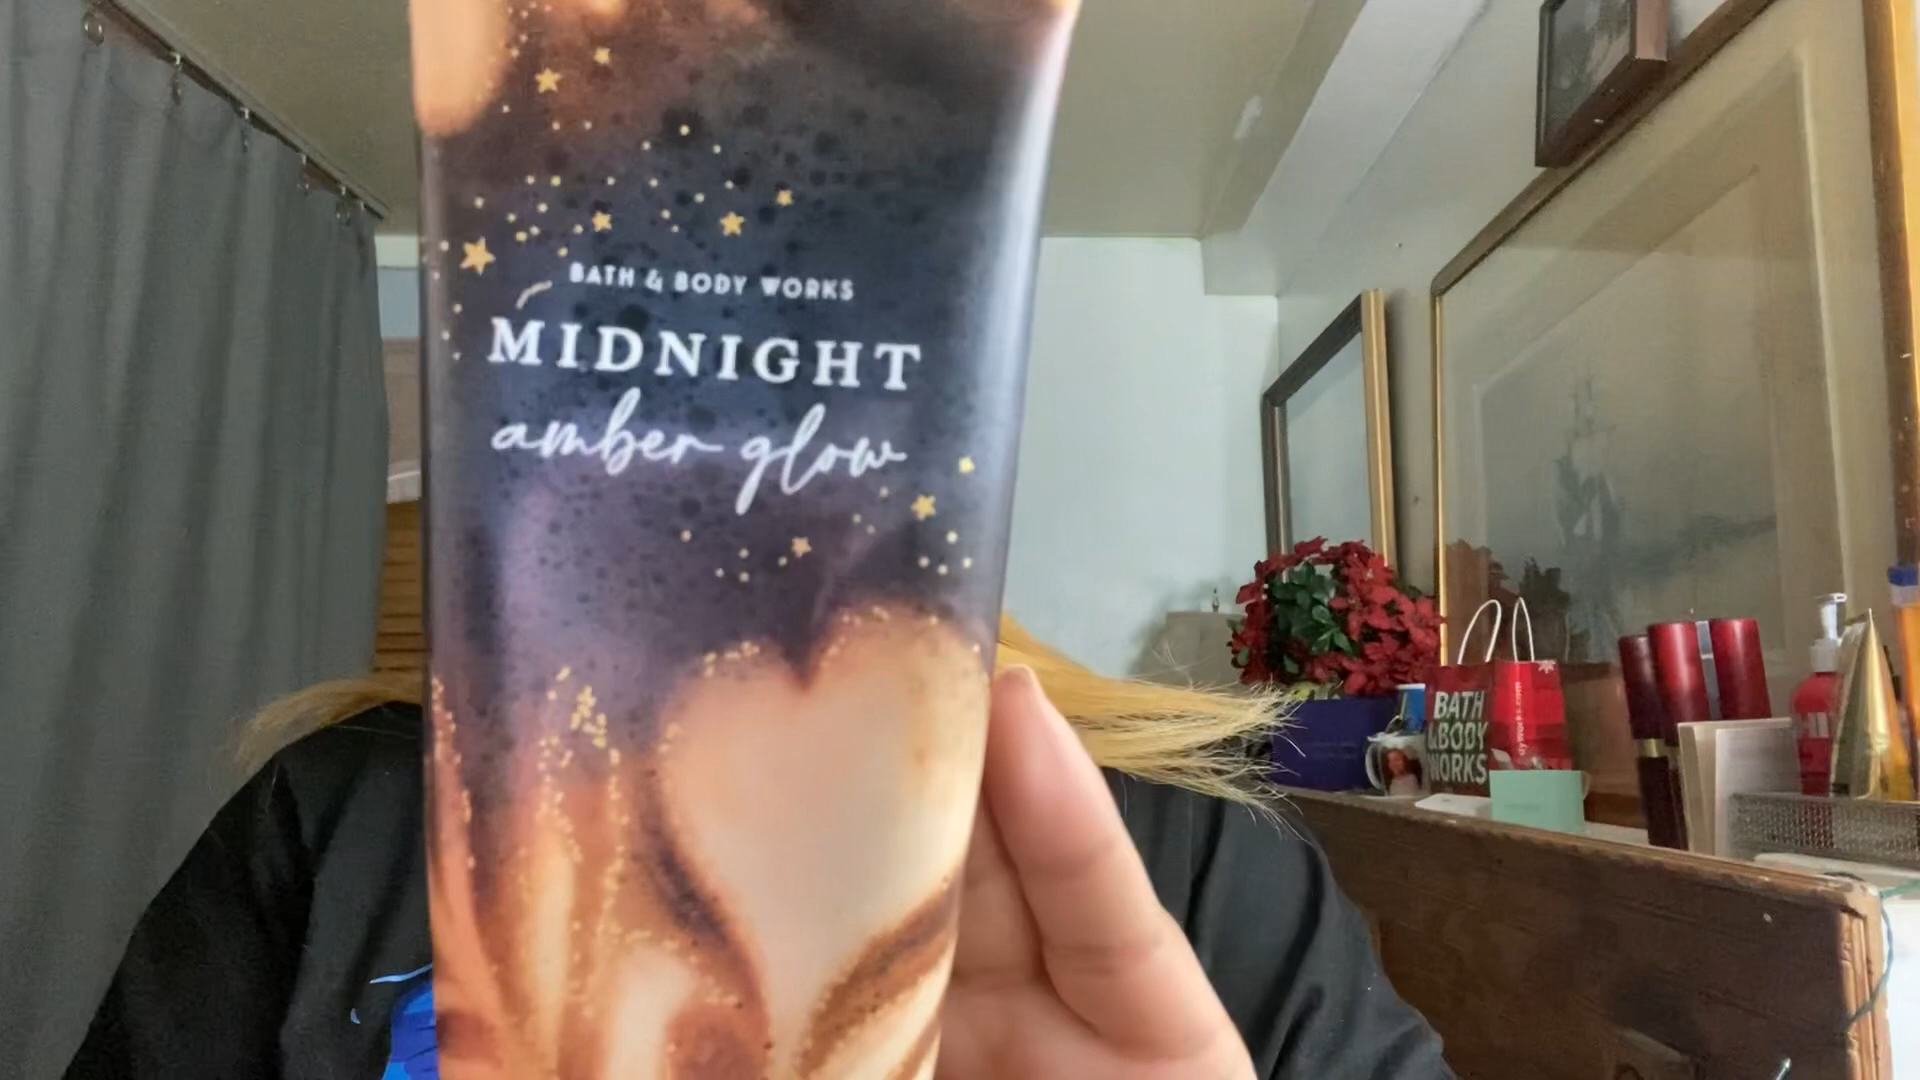 BATH & BODY WORKS
MIDNIGHT
amber glow
BATH
&BODY
WORKS